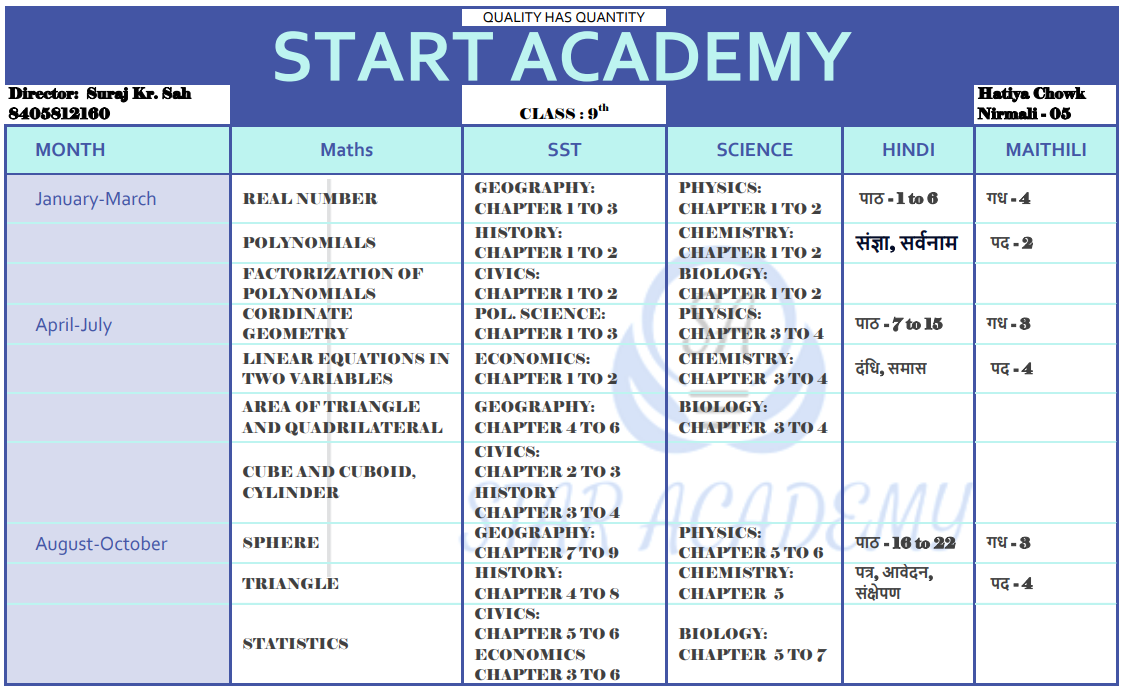 QUALITY HAS QUANTITY
START ACADEMY
Director: Suraj Kr. Sah
8405812160
CLASS : 9th
Hatiya Chowk
Nirmali - 05
MONTH
Maths
SST
SCIENCE
HINDI
MAITHILI
January-March
REAL NUMBER
GEOGRAPHY:
CHAPTER 1 TO 3
PHYSICS:
CHAPTER 1 TO 2
पाठ - 1 to 6
गध - 4
POLYNOMIALS
HISTORY:
CHAPTER 1 TO 2
CHEMISTRY:
CHAPTER 1 TO 2
संज्ञा, सर्वनाम
पद - 2
FACTORIZATION OF
POLYNOMIALS
CIVICS:
CHAPTER 1 TO 2
BIOLOGY:
CHAPTER 1 TO 2
April-July
CORDINATE
GEOMETRY
POL. SCIENCE:
CHAPTER 1 TO 3
PHYSICS:
CHAPTER 3 TO 4
पाठ - 7 to 15
गध - 3
LINEAR EQUATIONS IN
TWO VARIABLES
ECONOMICS:
CHAPTER 1 TO 2
CHEMISTRY:
CHAPTER 3 TO 4
दंधि, समास
पद - 4
AREA OF TRIANGLE
AND QUADRILATERAL
GEOGRAPHY:
CHAPTER 4 TO 6
BIOLOGY:
CHAPTER 3 TO 4
CUBE AND CUBOID,
CYLINDER
CIVICS:
CHAPTER 2 TO 3
HISTORY
CHAPTER 3 TO 4
August-October
SPHERE
GEOGRAPHY:
CHAPTER 7 TO 9
PHYSICS:
CHAPTER 5 TO 6
पाठ - 16 to 22
गध - 3
TRIANGLE
HISTORY:
CHAPTER 4 TO 8
CHEMISTRY:
CHAPTER 5
पत्र, आवेदन,
संक्षेपण
पद - 4
STATISTICS
CIVICS:
CHAPTER 5 TO 6
ECONOMICS
CHAPTER 3 TO 6
BIOLOGY:
CHAPTER 5 TO 7
SA
STAR ACADEMY